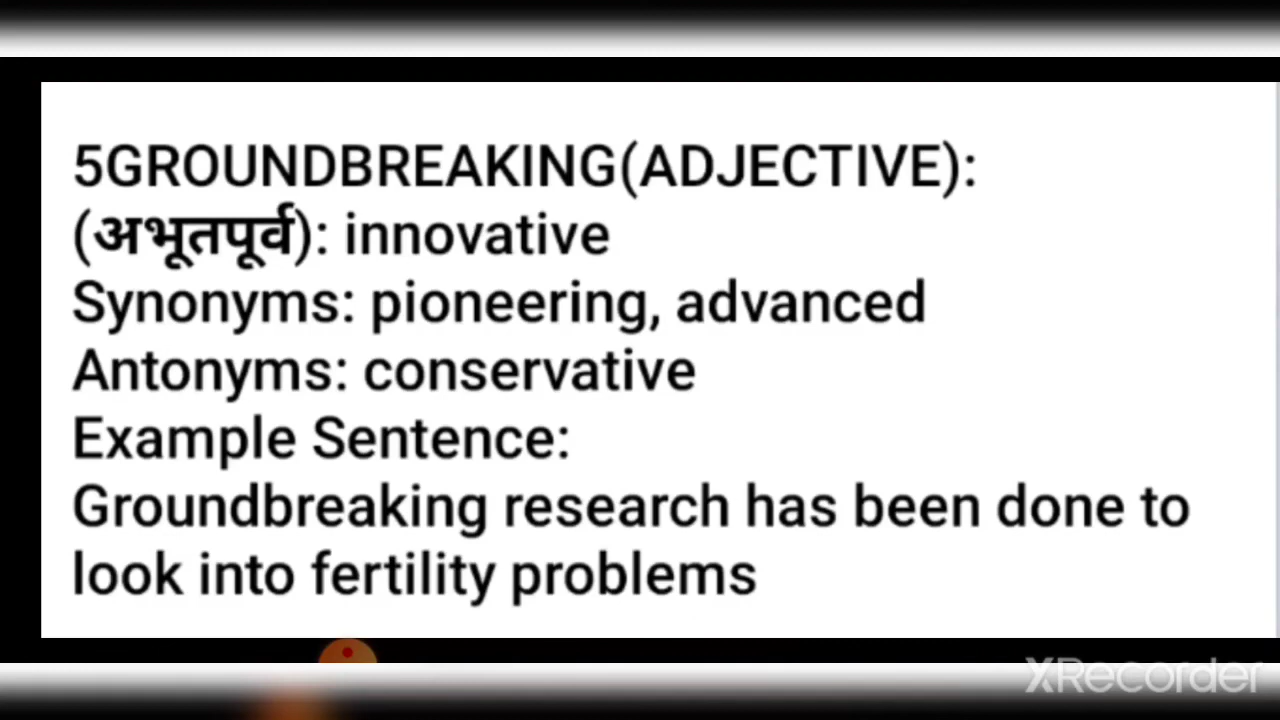 5GROUNDBREAKING(ADJECTIVE):
(अभूतपूर्व): innovative
Synonyms: pioneering, advanced
Antonyms: conservative
Example Sentence:
Groundbreaking research has been done to
look into fertility problems
XRecorder